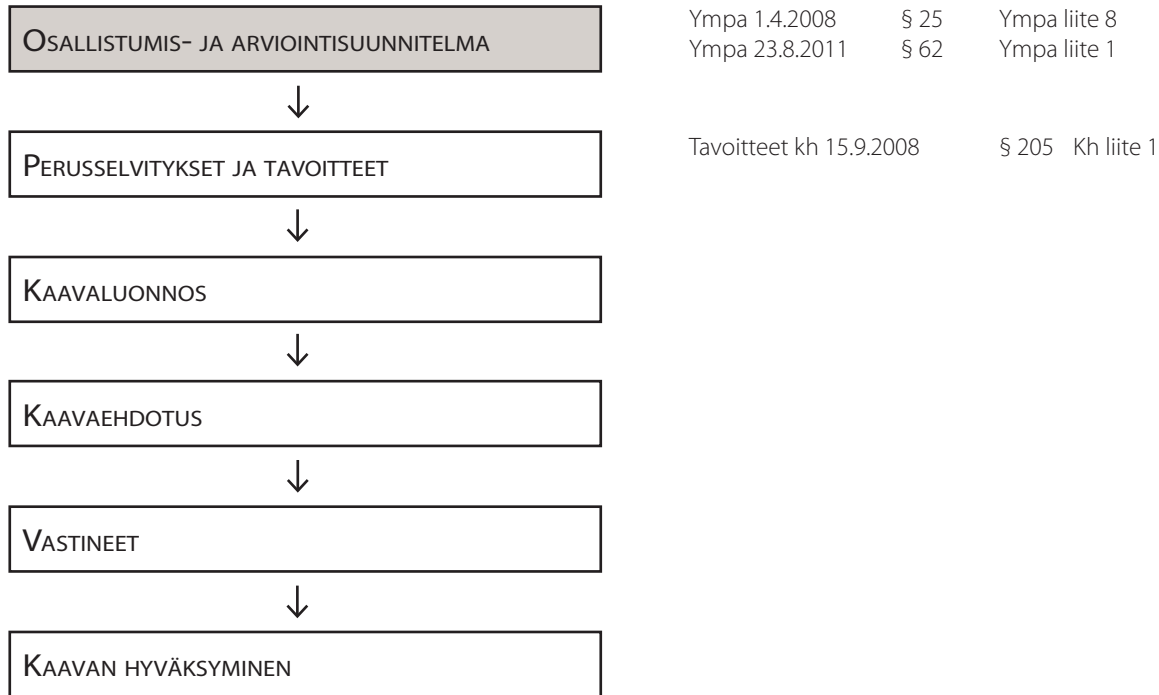 Osallistumis- ja arviointisuunnitelma
Ympa 1.4.2008 § 25 Ympa liite 8
Ympa 23.8.2011 § 62 Ympa liite 1
↓
Perusselvitykset ja tavoitteet
Tavoitteet kh 15.9.2008 § 205 Kh liite 1
↓
Kaavaluonnos
↓
Kaavaehdotus
↓
Vastineet
↓
Kaavan hyväksyminen